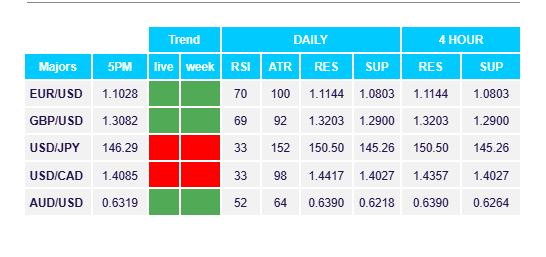 Trend DAILY 4 HOUR
Majors 5PM live week RSI ATR RES SUP RES SUP
EUR/USD 1.1028 70 100 1.1144 1.0803 1.1144 1.0803
GBP/USD 1.3082 69 92 1.3203 1.2900 1.3203 1.2900
USD/JPY 146.29 33 152 150.50 145.26 150.50 145.26
USD/CAD 1.4085 33 98 1.4417 1.4027 1.4357 1.4027
AUD/USD 0.6319 52 64 0.6390 0.6218 0.6390 0.6264